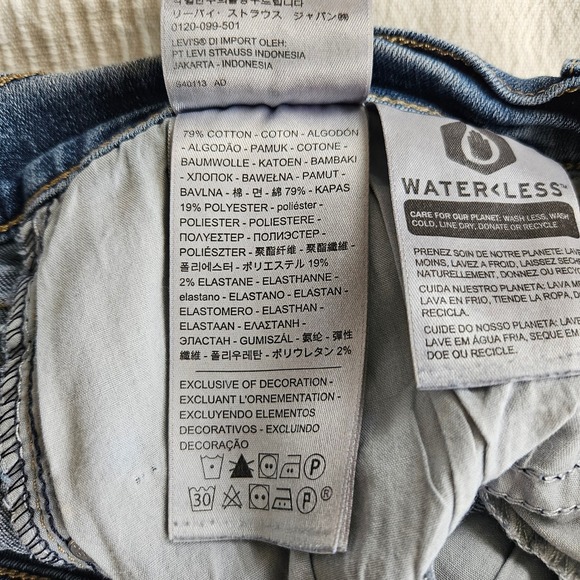 リーバイ・ストラウス ジャパン㈱
0120-099-501
LEVI'S® DI IMPORT OLEH:
PT LEVI STRAUSS INDONESIA
JAKARTA - INDONESIA
S40113 AD
79% COTTON - COTON - ALGODÓN
- ALGODÃO - PAMUK - COTONE -
BAUMWOLLE - KATOEN - BAMBAKI
- ХЛОПОК - BAWEŁNA - PAMUT -
BAVLNA - 棉 - 면 - 綿 79% - KAPAS
19% POLYESTER - poliéster -
POLIESTER - POLIESTERE -
ΠΟΛΥΕΣΤΕΡ - ПОЛИЭСТЕР -
POLIÉSZTER - 聚酯纤维 - 聚酯纖維 -
폴리에스터 - ポリエステル 19%
2% ELASTANE - ELASTHANNE -
elastano - ELASTANO - ELASTAN -
ELASTOMERO - ELASTHAN -
ELASTAAN - ΕΛΑΣΤΑΝΗ -
ЭЛАСТАН - GUMISZÁL - 氨纶 - 彈性
纖維 - 폴리우레탄 - ポリウレタン 2%
EXCLUSIVE OF DECORATION -
EXCLUANT L'ORNEMENTATION -
EXCLUYENDO ELEMENTOS
DECORATIVOS - EXCLUINDO
DECORAÇÃO
P
30 P ®
WATER<LESS™
CARE FOR OUR PLANET: WASH LESS, WASH
COLD, LINE DRY, DONATE OR RECYCLE
PRENEZ SOIN DE NOTRE PLANETE:
MOINS, LAVEZ A FROID, LAISSEZ
NATURELLEMENT, DONNEZ OU
CUIDA NUESTRO PLANETA: LAVA
LAVA EN FRIO, TIENDE LA ROPA,
RECICLA.
CUIDE DO NOSSO PLANETA:
LAVE EM ÁGUA FRIA, SEQUE EM
DOE OU RECICLE.